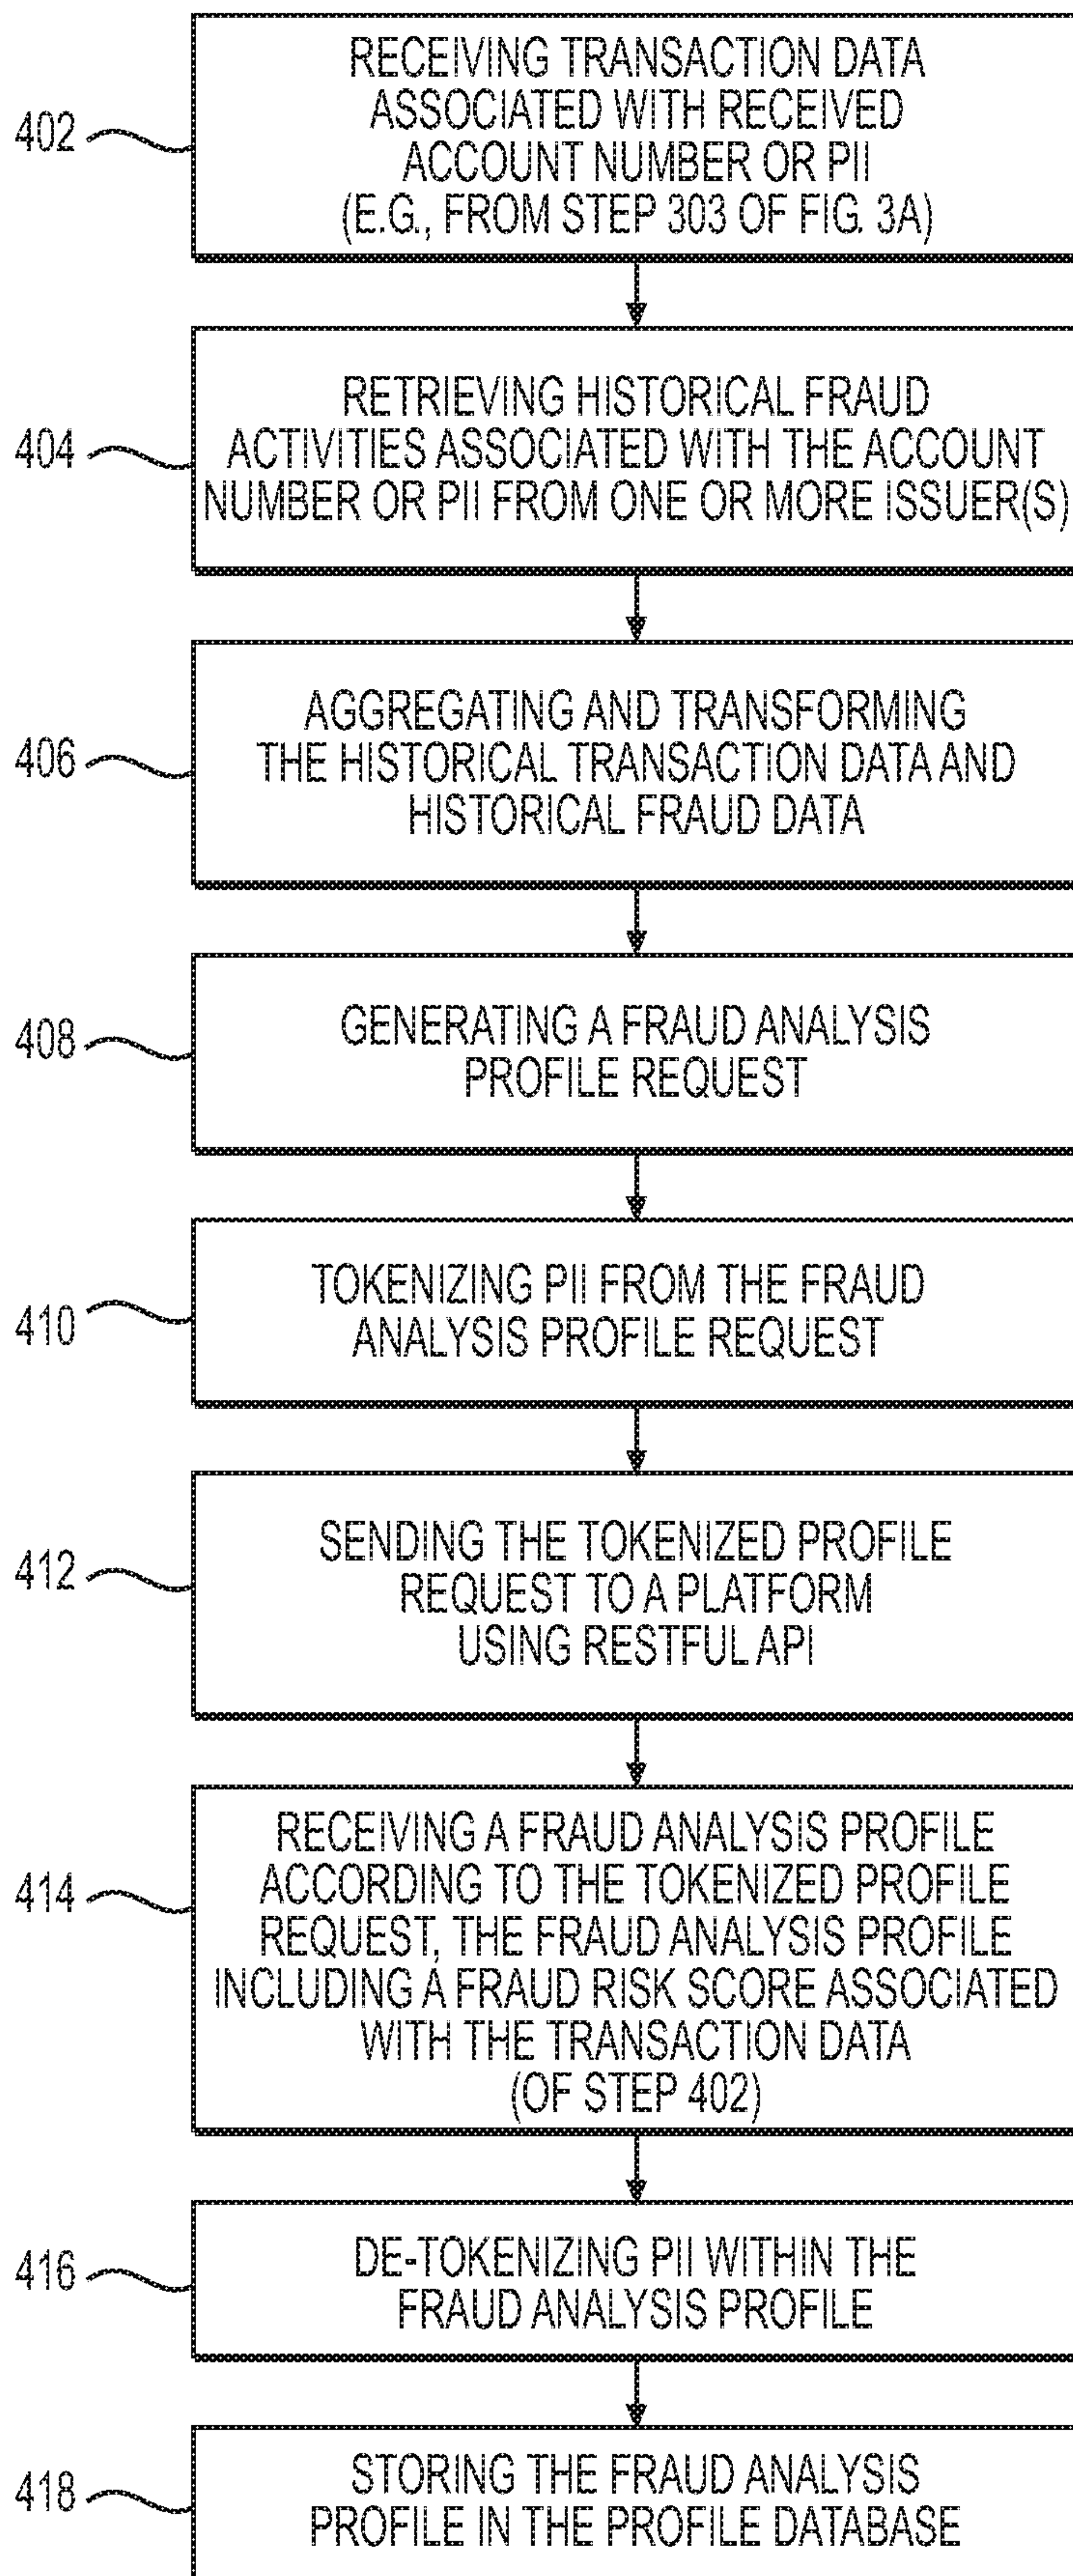 402
RECEIVING TRANSACTION DATA
ASSOCIATED WITH RECEIVED
ACCOUNT NUMBER OR PII
(E.G., FROM STEP 303 OF FIG. 3A)
404
RETRIEVING HISTORICAL FRAUD
ACTIVITIES ASSOCIATED WITH THE ACCOUNT
NUMBER OR PII FROM ONE OR MORE ISSUER(S)
406
AGGREGATING AND TRANSFORMING
THE HISTORICAL TRANSACTION DATA AND
HISTORICAL FRAUD DATA
408
GENERATING A FRAUD ANALYSIS
PROFILE REQUEST
410
TOKENIZING PII FROM THE FRAUD
ANALYSIS PROFILE REQUEST
412
SENDING THE TOKENIZED PROFILE
REQUEST TO A PLATFORM
USING RESTFUL API
414
RECEIVING A FRAUD ANALYSIS PROFILE
ACCORDING TO THE TOKENIZED PROFILE
REQUEST, THE FRAUD ANALYSIS PROFILE
INCLUDING A FRAUD RISK SCORE ASSOCIATED
WITH THE TRANSACTION DATA
(OF STEP 402)
416
DE-TOKENIZING PII WITHIN THE
FRAUD ANALYSIS PROFILE
418
STORING THE FRAUD ANALYSIS
PROFILE IN THE PROFILE DATABASE